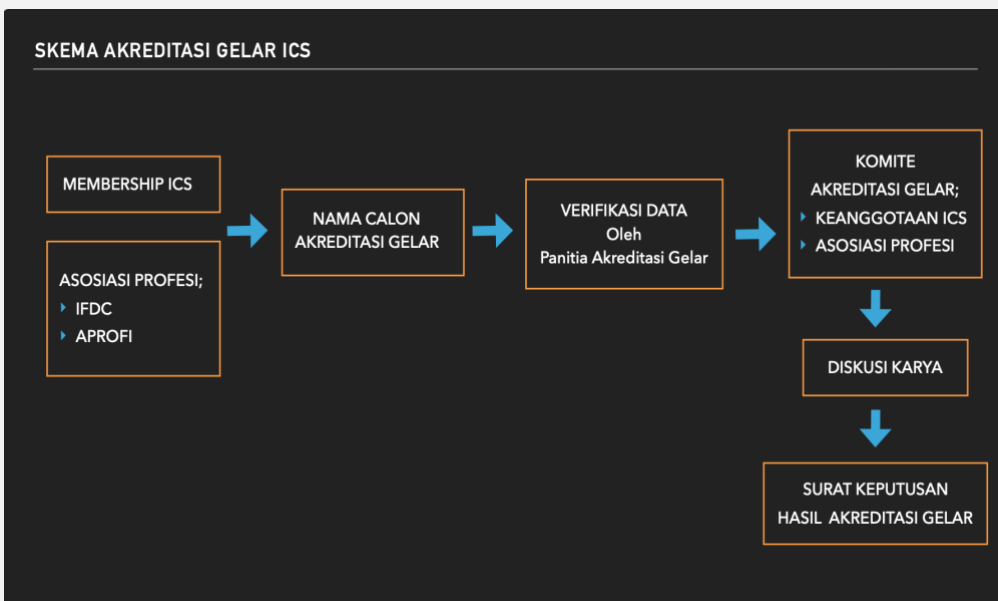 SKEMA AKREDITASI GELAR ICS
MEMBERSHIP ICS
ASOSIASI PROFESI;
IFDC
APROFI
NAMA CALON
AKREDITASI GELAR
VERIFIKASI DATA
Oleh
Panitia Akreditasi Gelar
KOMITE
AKREDITASI GELAR;
KEANGGOTAAN ICS
ASOSIASI PROFESI
DISKUSI KARYA
SURAT KEPUTUSAN
HASIL AKREDITASI GELAR